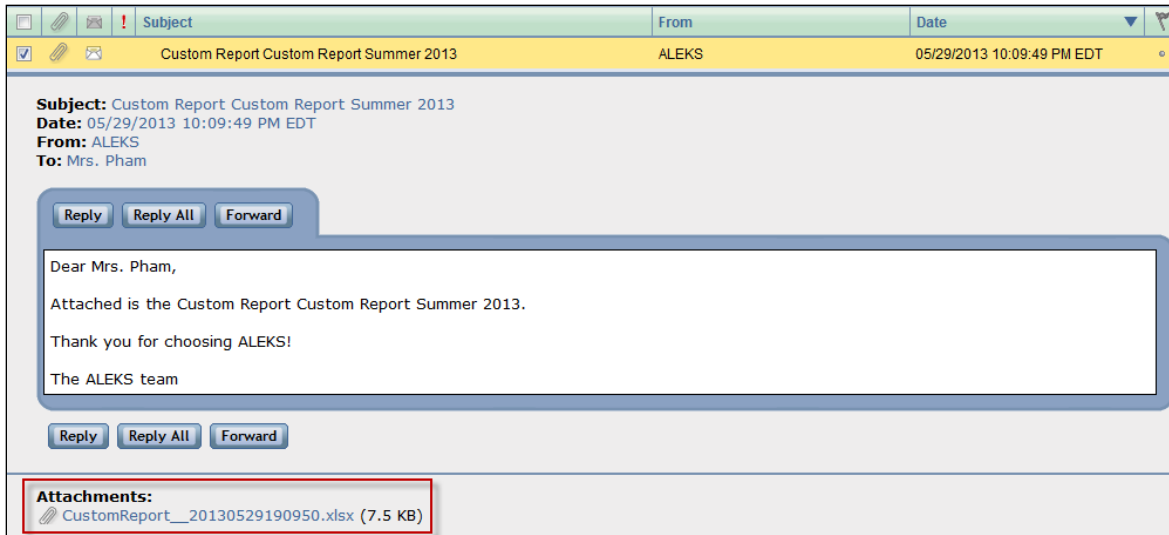 ! Subject From Date
Custom Report Custom Report Summer 2013 ALEKS 05/29/2013 10:09:49 PM EDT
Subject: Custom Report Custom Report Summer 2013
Date: 05/29/2013 10:09:49 PM EDT
From: ALEKS
To: Mrs. Pham
Reply Reply All Forward
Dear Mrs. Pham,
Attached is the Custom Report Custom Report Summer 2013.
Thank you for choosing ALEKS!
The ALEKS team
Reply Reply All Forward
Attachments:
CustomReport__20130529190950.xlsx (7.5 KB)